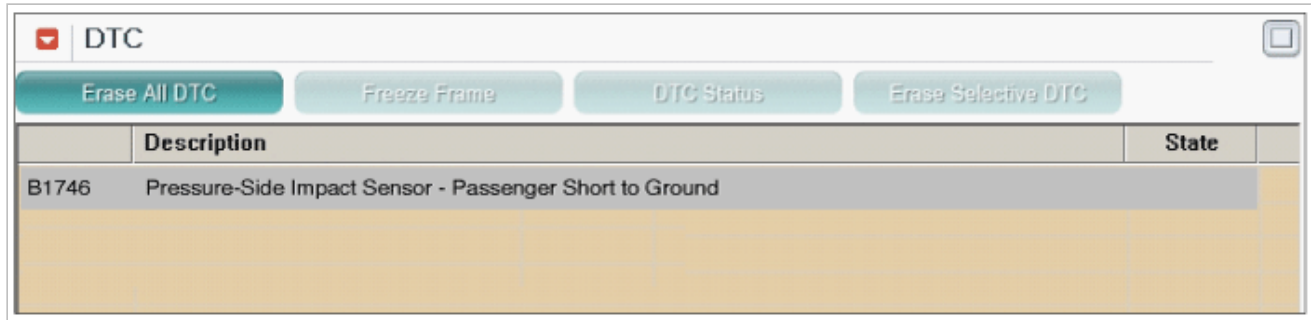 DTC
Erase All DTC Freeze Frame DTC Status Erase Selective DTC
Description State
B1746 Pressure-Side Impact Sensor - Passenger Short to Ground